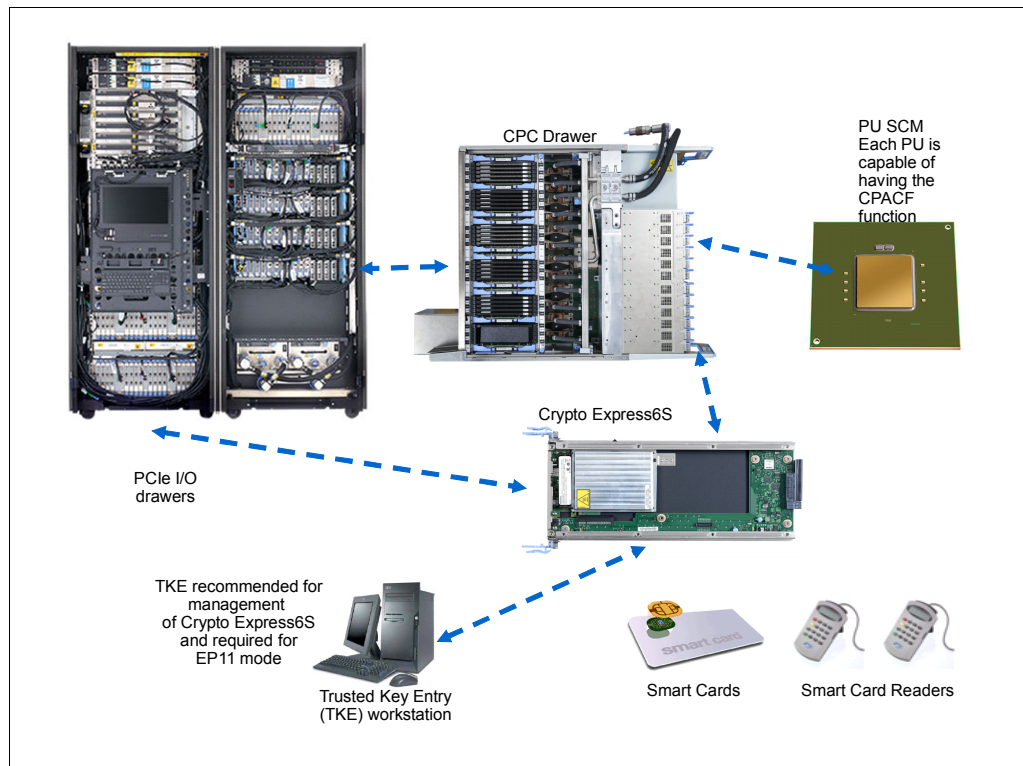 CPC Drawer
PU SCM
Each PU is
capable of
having the
CPACF
function
Crypto Express6S
PCIe I/O
drawers
TKE recommended for
management
of Crypto Express6S
and required for
EP11 mode
Trusted Key Entry
(TKE) workstation
smart card
Smart Cards
Smart Card Readers